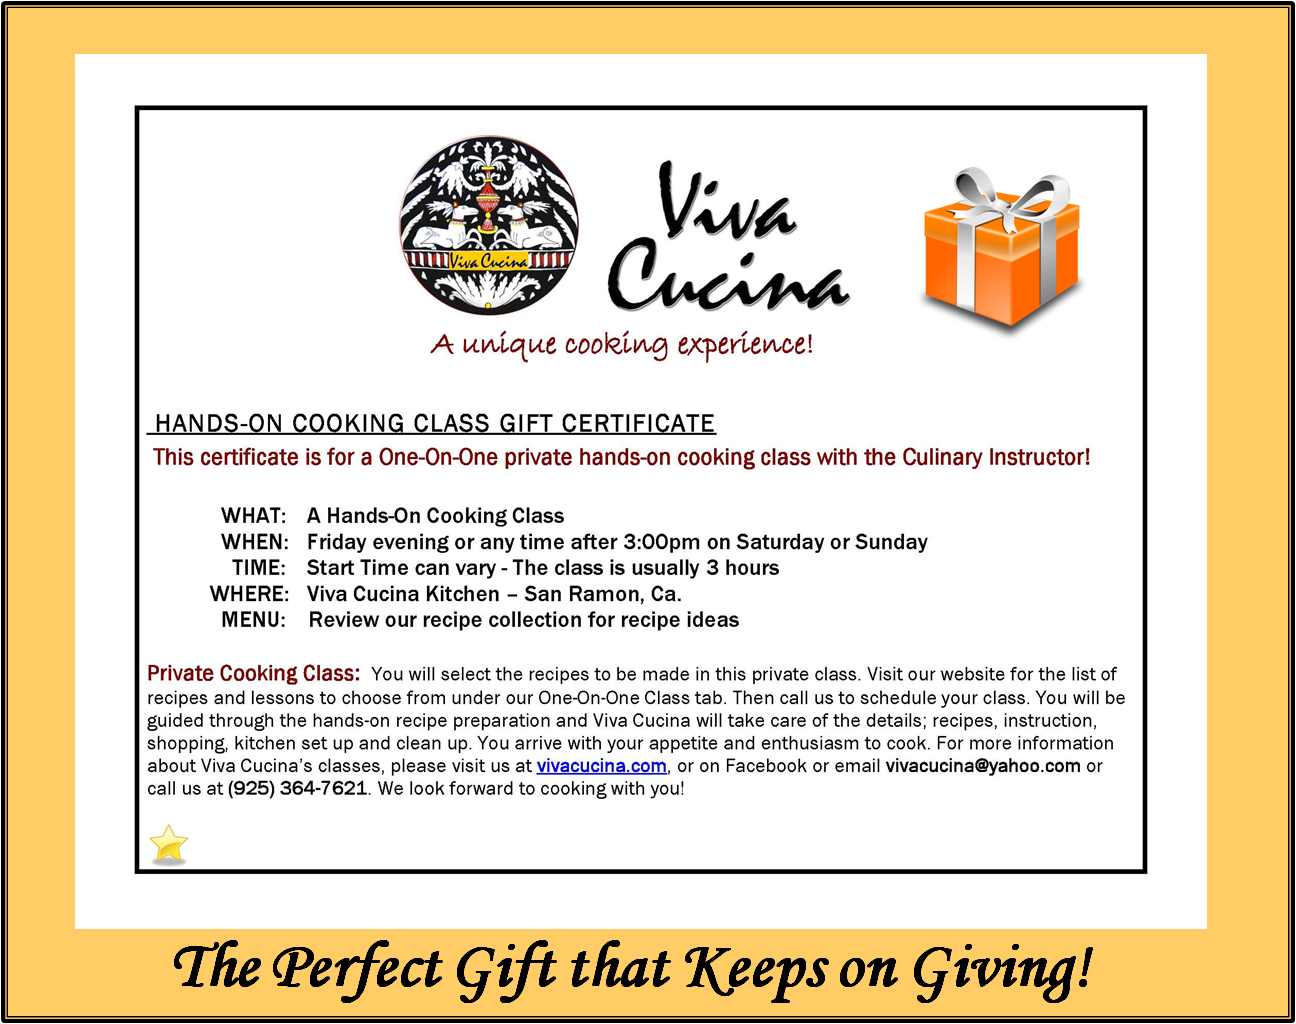 Viva Cucina
Viva
Cucina
A unique cooking experience!
HANDS-ON COOKING CLASS GIFT CERTIFICATE
This certificate is for a One-On-One private hands-on cooking class with the Culinary Instructor!
WHAT: A Hands-On Cooking Class
WHEN: Friday evening or any time after 3:00pm on Saturday or Sunday
TIME: Start Time can vary - The class is usually 3 hours
WHERE: Viva Cucina Kitchen – San Ramon, Ca.
MENU: Review our recipe collection for recipe ideas
Private Cooking Class: You will select the recipes to be made in this private class. Visit our website for the list of
recipes and lessons to choose from under our One-On-One Class tab. Then call us to schedule your class. You will be
guided through the hands-on recipe preparation and Viva Cucina will take care of the details; recipes, instruction,
shopping, kitchen set up and clean up. You arrive with your appetite and enthusiasm to cook. For more information
about Viva Cucina's classes, please visit us at vivacucina.com, or on Facebook or email vivacucina@yahoo.com or
call us at (925) 364-7621. We look forward to cooking with you!
The Perfect Gift that Keeps on Giving!